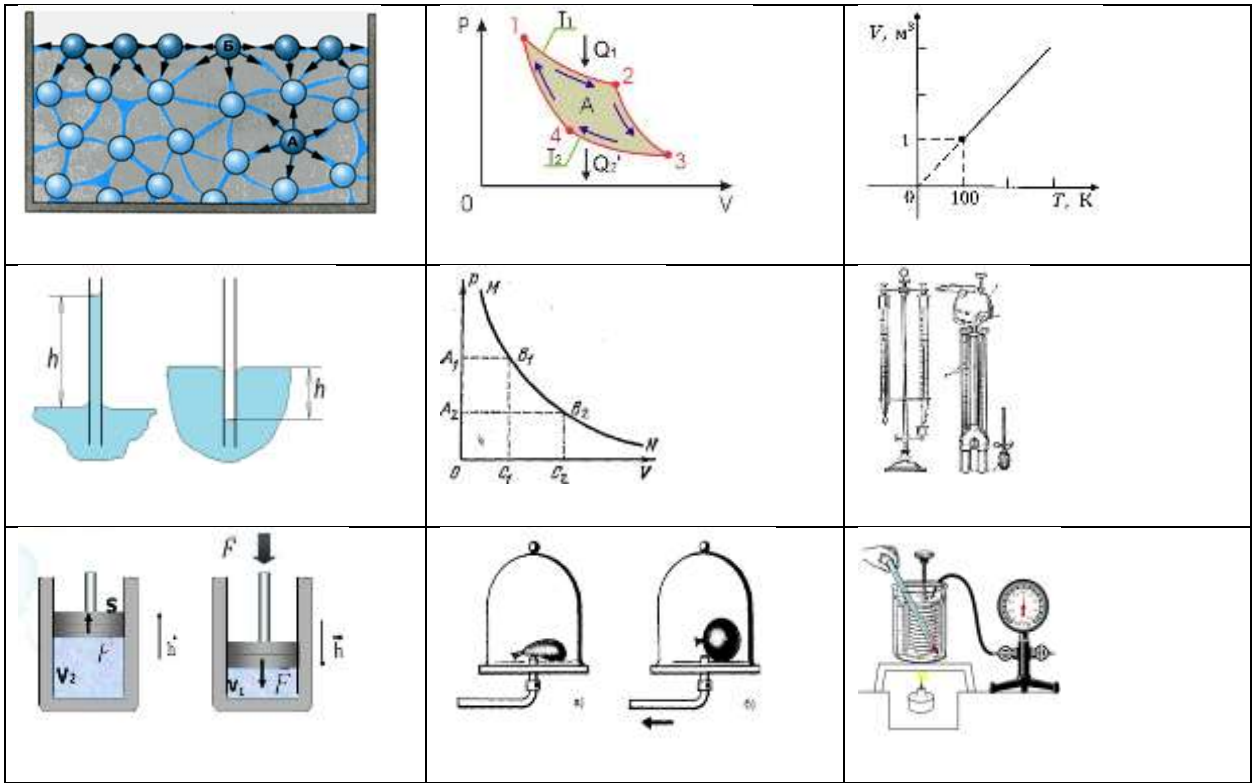 Б
А
P
1
T₁
Q₁
2
A
4
T₂
Q₂'
3
0
V
V, м³
1
0
100
T, К
h
h
P
M
A₁
B₁
A₂
B₂
N
0
C₁
C₂
V
F
S
F
h
V₂
V₁
F
h
а)
б)